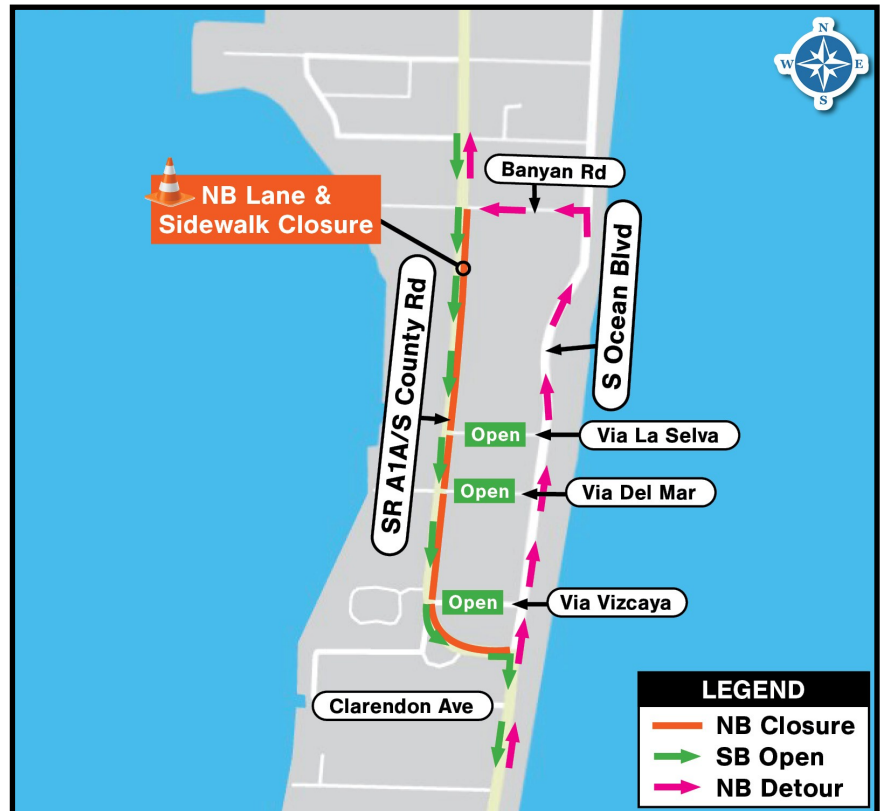 N
W E
S
Banyan Rd
NB Lane &
Sidewalk Closure
S Ocean Blvd
SR A1A/S County Rd
Open
Via La Selva
Open
Via Del Mar
Open
Via Vizcaya
Clarendon Ave
LEGEND
NB Closure
SB Open
NB Detour